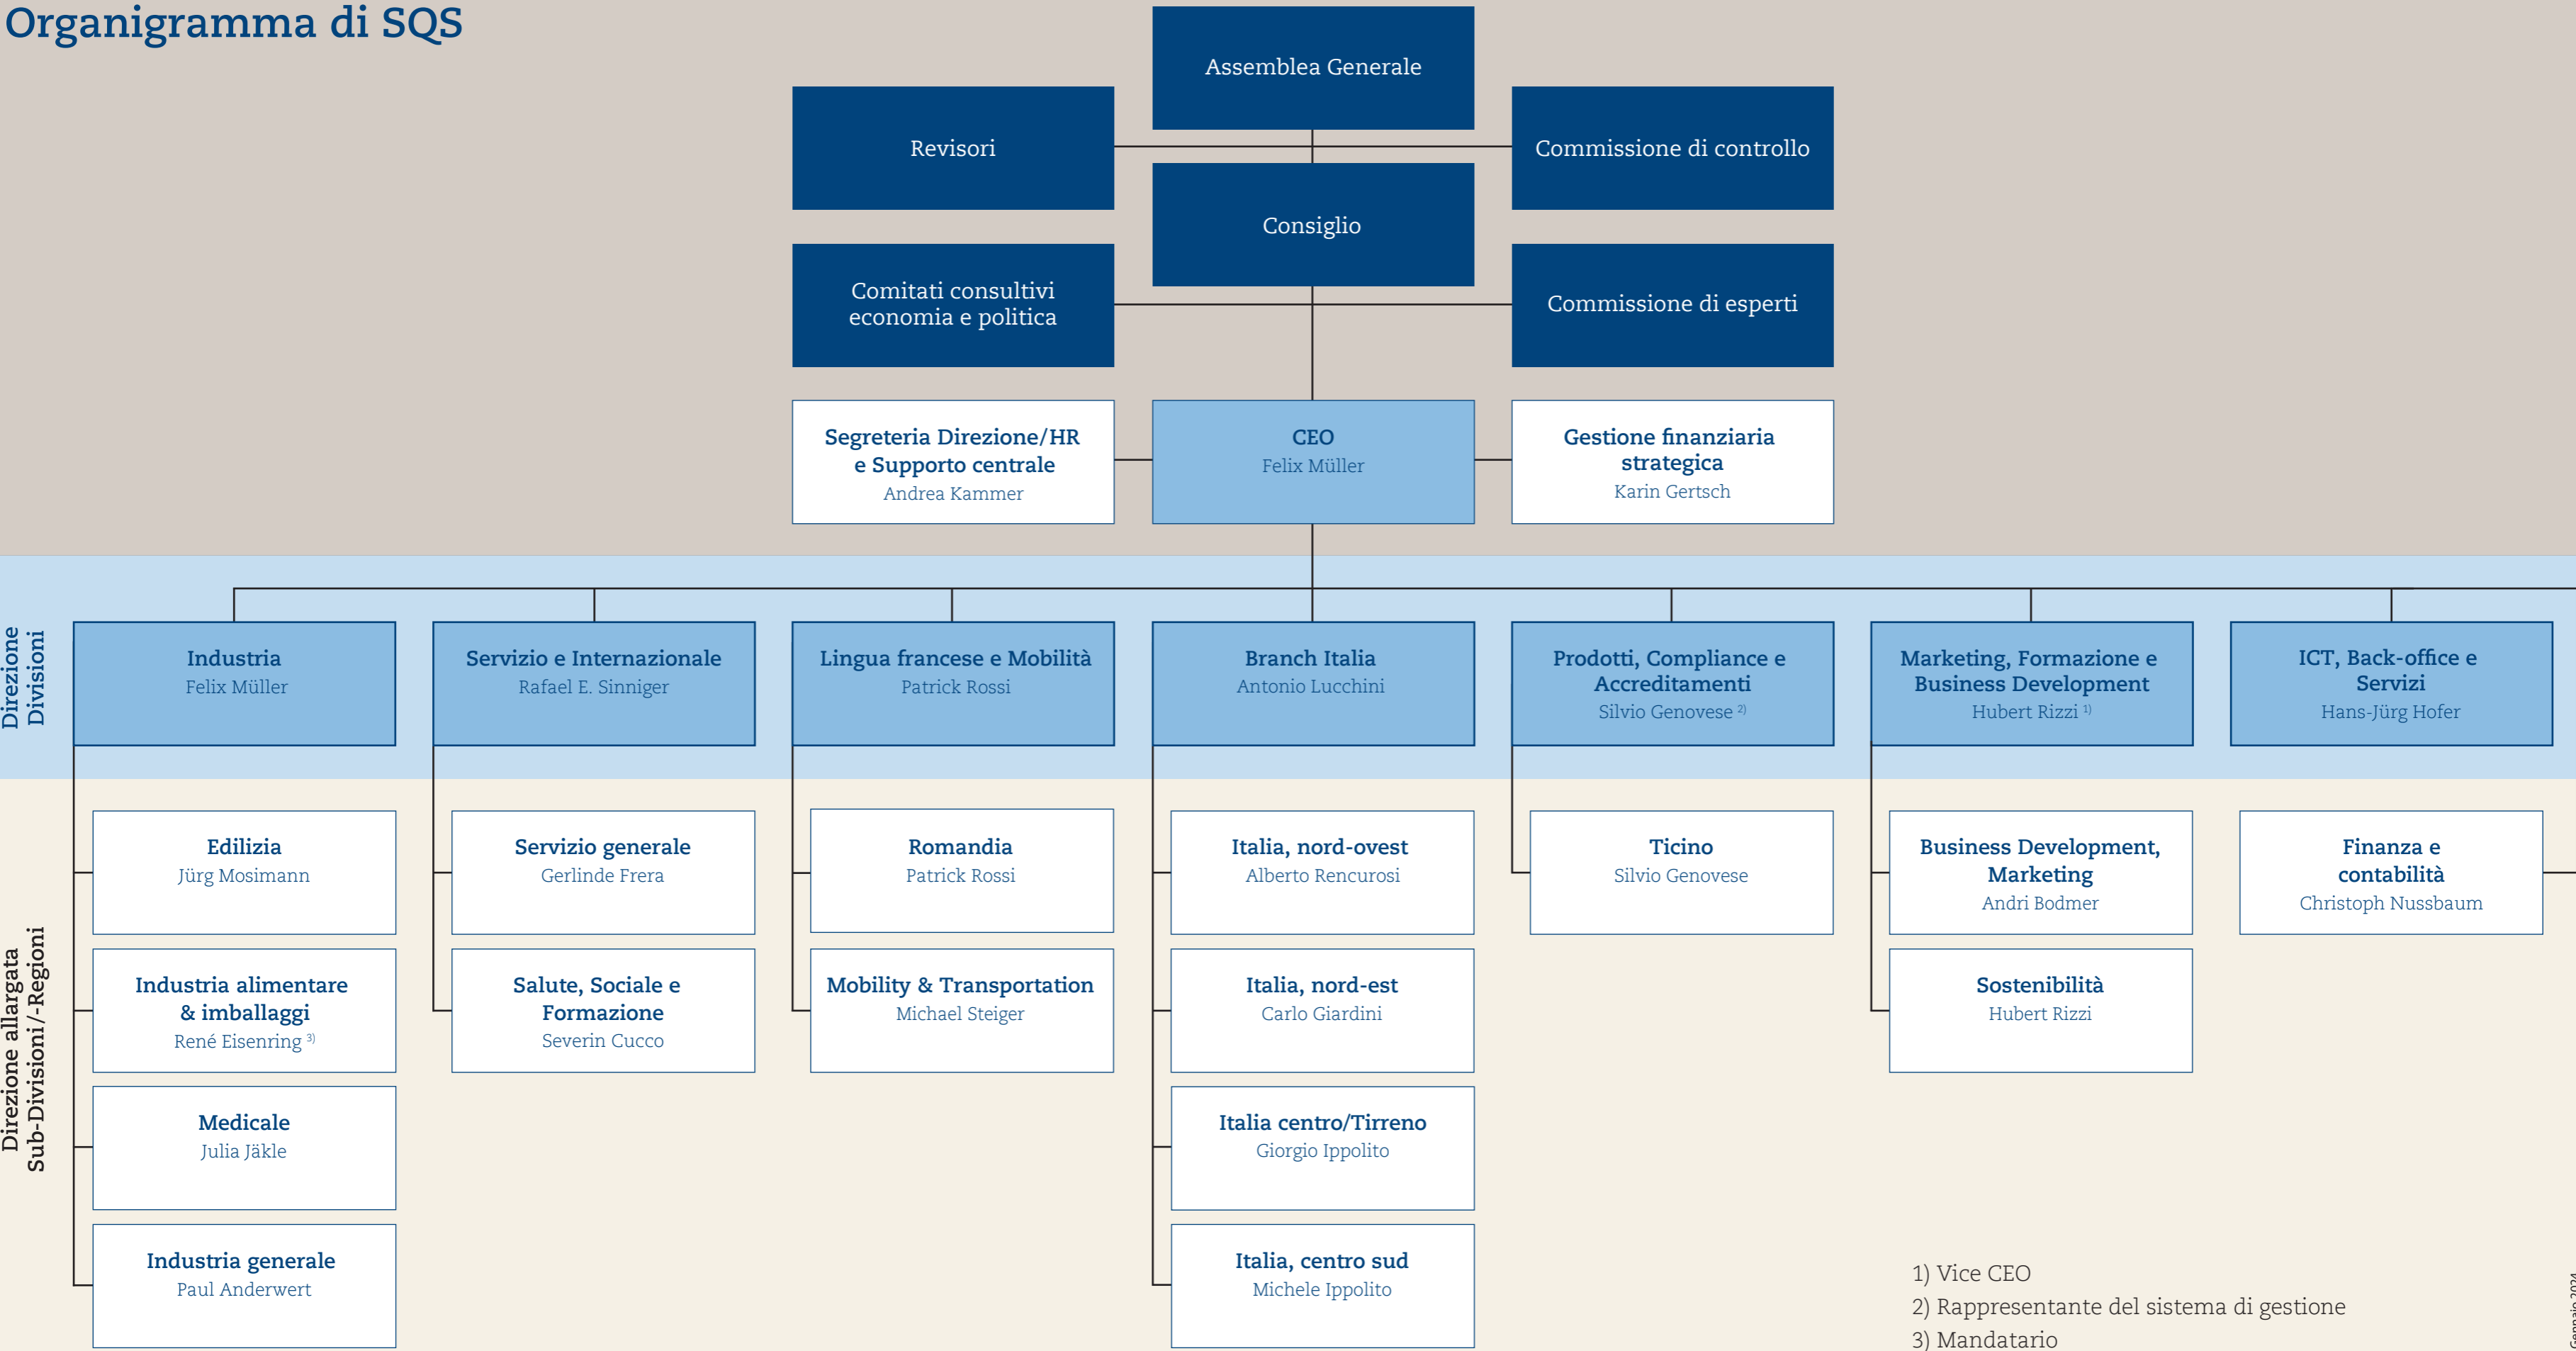 Organigramma di SQS
Assemblea Generale
Revisori
Commissione di controllo
Consiglio
Comitati consultivi
economia e politica
Commissione di esperti
Segreteria Direzione/HR
e Supporto centrale
Andrea Kammer
CEO
Felix Müller
Gestione finanziaria
strategica
Karin Gertsch
Direzione
Divisioni
Industria
Felix Müller
Servizio e Internazionale
Rafael E. Sinniger
Lingua francese e Mobilità
Patrick Rossi
Branch Italia
Antonio Lucchini
Prodotti, Compliance e
Accreditamenti
Silvio Genovese 2)
Marketing, Formazione e
Business Development
Hubert Rizzi 1)
ICT, Back-office e
Servizi
Hans-Jürg Hofer
Direzione allargata
Sub-Divisioni/-Regioni
Edilizia
Jürg Mosimann
Industria alimentare
& imballaggi
René Eisenring 3)
Medicale
Julia Jäkle
Industria generale
Paul Anderwert
Servizio generale
Gerlinde Frera
Salute, Sociale e
Formazione
Severin Cucco
Romandia
Patrick Rossi
Mobility & Transportation
Michael Steiger
Italia, nord-ovest
Alberto Rencurosi
Italia, nord-est
Carlo Giardini
Italia centro/Tirreno
Giorgio Ippolito
Italia, centro sud
Michele Ippolito
Ticino
Silvio Genovese
Business Development,
Marketing
Andri Bodmer
Sostenibilità
Hubert Rizzi
Finanza e
contabilità
Christoph Nussbaum
1) Vice CEO
2) Rappresentante del sistema di gestione
3) Mandatario
Gennaio 2024